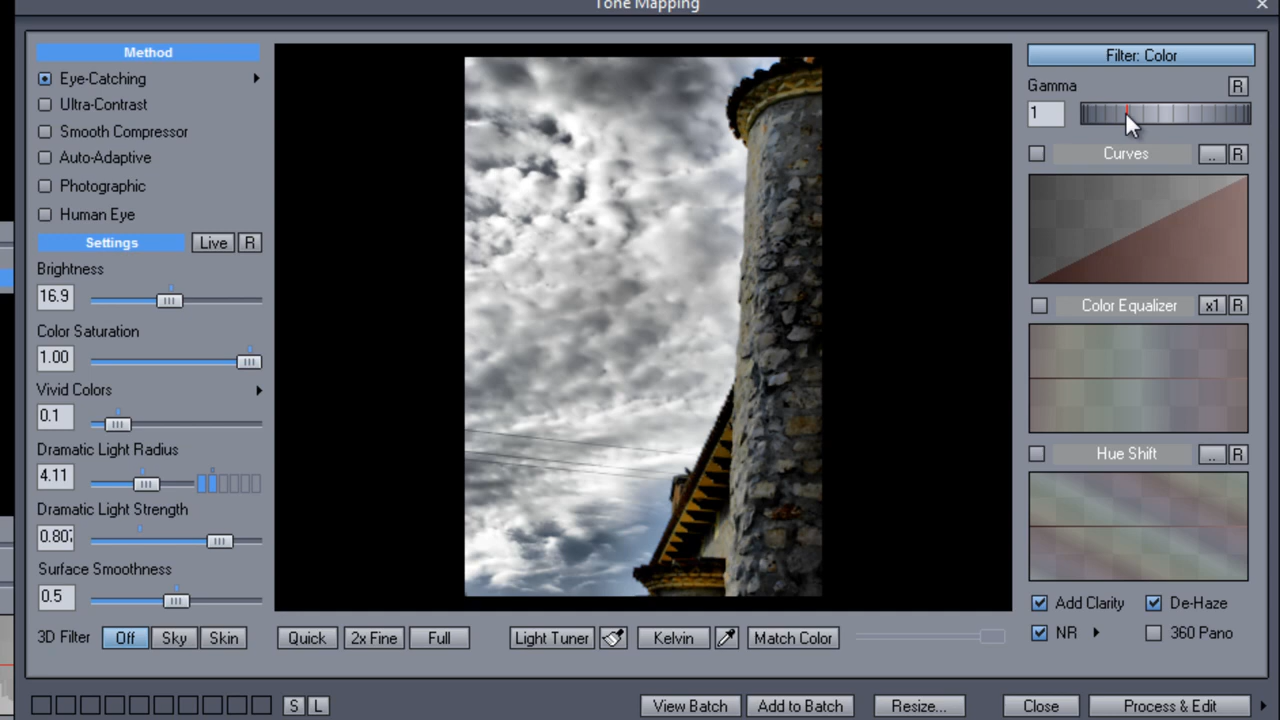 Tone Mapping
Method
Eye-Catching
Ultra-Contrast
Smooth Compressor
Auto-Adaptive
Photographic
Human Eye
Settings Live R
Brightness
16.9
Color Saturation
1.00
Vivid Colors
0.1
Dramatic Light Radius
4.11
Dramatic Light Strength
0.80
Surface Smoothness
0.5
3D Filter Off Sky Skin Quick 2x Fine Full Light Tuner Kelvin Match Color
Filter: Color
Gamma R
1
Curves .. R
Color Equalizer x1 R
Hue Shift .. R
Add Clarity De-Haze
NR 360 Pano
S L View Batch Add to Batch Resize... Close Process & Edit